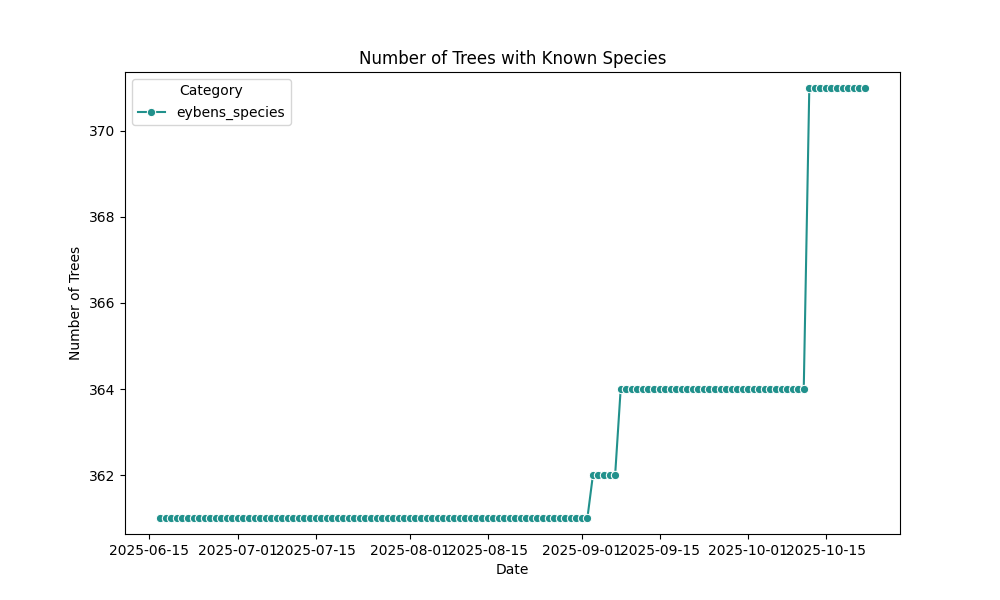 Number of Trees with Known Species
Category
eybens_species
370
368
366
364
362
Number of Trees
2025-06-15 2025-07-01 2025-07-15 2025-08-01 2025-08-15 2025-09-01 2025-09-15 2025-10-01 2025-10-15
Date